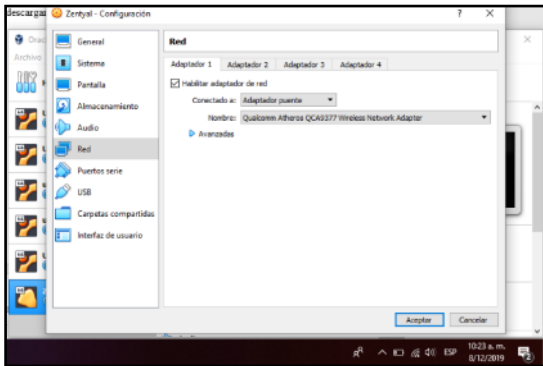 descargar
Zentyal - Configuración
? X
Orac
Archivo
General
Sistema
Pantalla
Almacenamiento
Audio
Red
Puertos serie
USB
Carpetas compartidas
Interfaz de usuario
Red
Adaptador 1 Adaptador 2 Adaptador 3 Adaptador 4
Habilitar adaptador de red
Conectado a: Adaptador puente
Nombre: Qualcomm Atheros QCA9377 Wireless Network Adapter
Avanzadas
Aceptar Cancelar
ESP
10:23 a. m.
8/12/2019